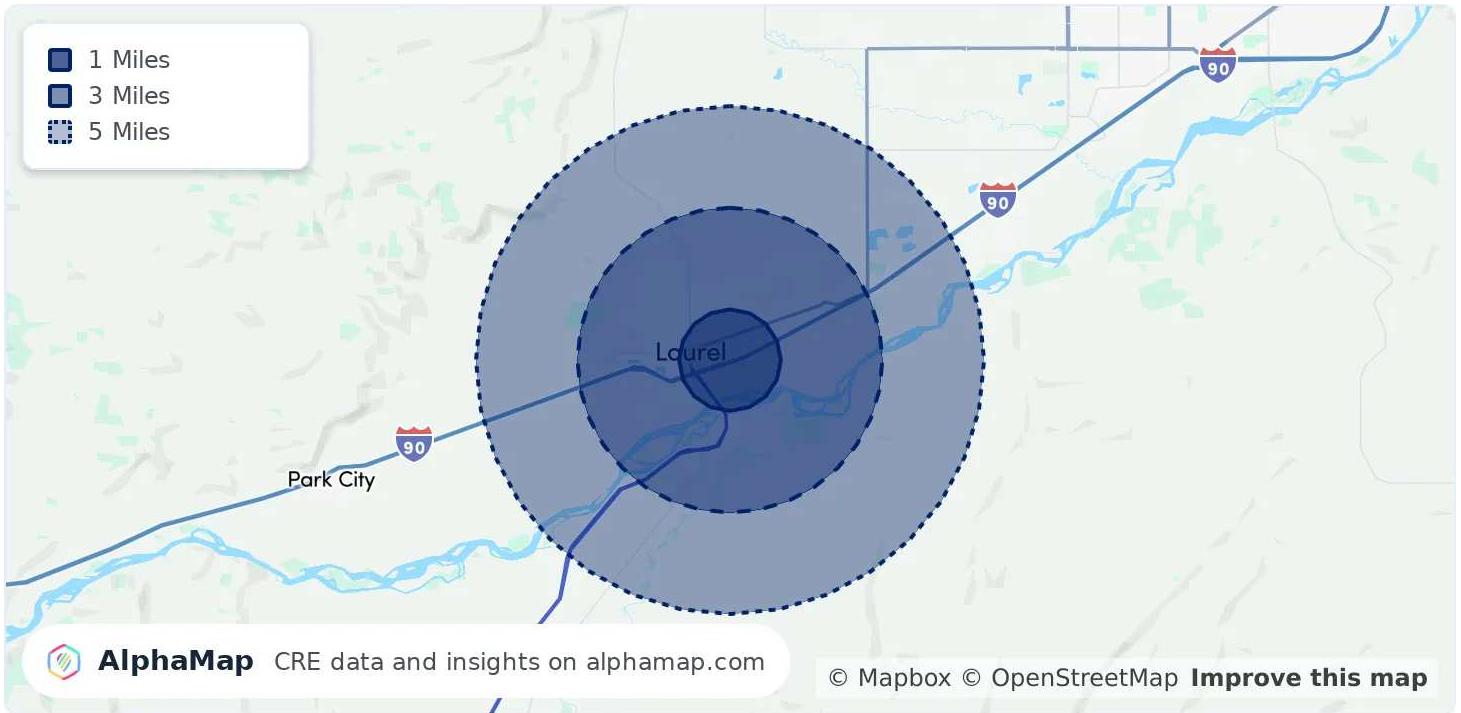 1 Miles
3 Miles
5 Miles
90
90
Laurel
90
Park City
AlphaMap CRE data and insights on alphamap.com
© Mapbox © OpenStreetMap Improve this map